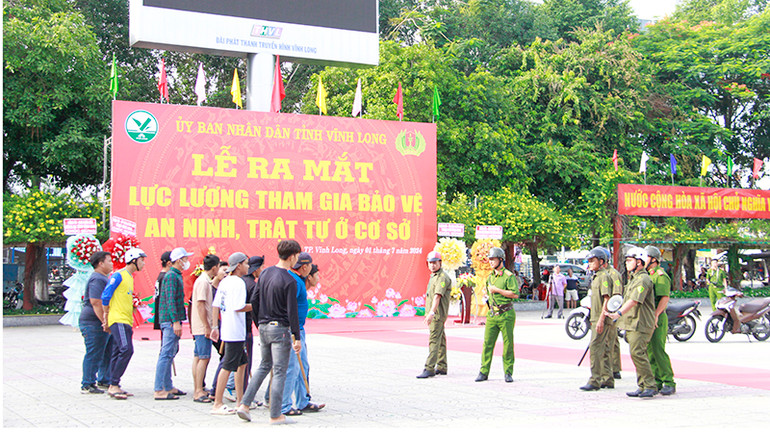 THVL
ĐÀI PHÁT THANH TRUYỀN HÌNH VĨNH LONG
ỦY BAN NHÂN DÂN TỈNH VĨNH LONG
LỄ RA MẮT
LỰC LƯỢNG THAM GIA BẢO VỆ
AN NINH, TRẬT TỰ Ở CƠ SỞ
TP. Vĩnh Long, ngày 01 tháng 7 năm 2024
NƯỚC CỘNG HÒA XÃ HỘI CHỦ NGHĨA